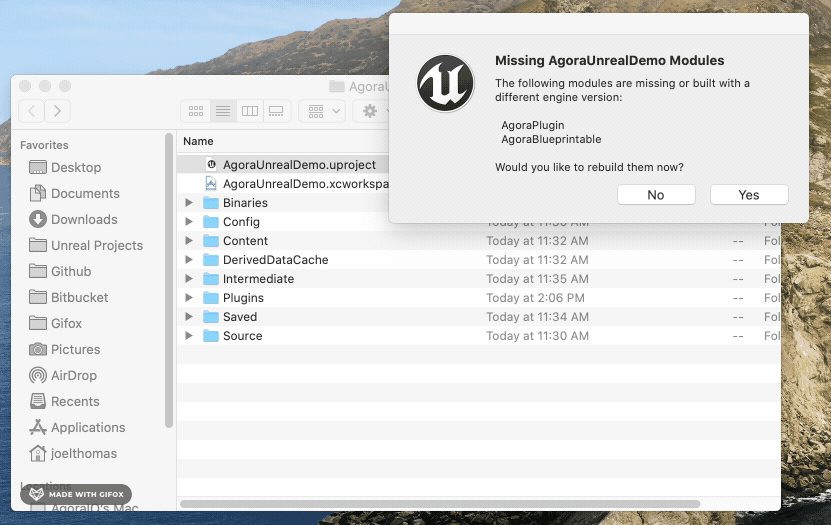 Missing AgoraUnrealDemo Modules
The following modules are missing or built with a
different engine version:
AgoraPlugin
AgoraBlueprintable
Would you like to rebuild them now?
No
Yes
Favorites
Desktop
Documents
Downloads
Unreal Projects
Github
Bitbucket
Gifox
Pictures
AirDrop
Recents
Applications
joelthomas
Locations
AgoraIO's Mac
MADE WITH GIFOX
AgoraU
Name
AgoraUnrealDemo.uproject
AgoraUnrealDemo.xcworkspa
Binaries
Config Today at 11:30 AM -- Fol
Content Today at 11:32 AM -- Fol
DerivedDataCache Today at 11:32 AM -- Fol
Intermediate Today at 11:35 AM -- Fol
Plugins Today at 2:06 PM -- Fol
Saved Today at 11:34 AM -- Fol
Source Today at 11:30 AM -- Fol